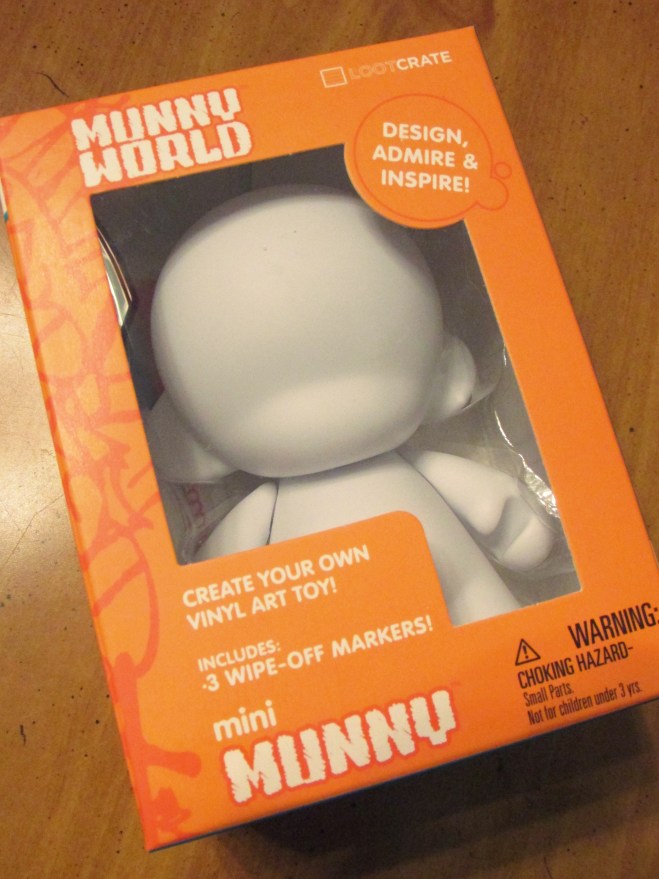 LOOTCRATE
MUNNY
WORLD
DESIGN,
ADMIRE &
INSPIRE!
CREATE YOUR OWN
VINYL ART TOY!
INCLUDES:
·3 WIPE-OFF MARKERS!
mini
MUNNY™
WARNING:
CHOKING HAZARD-
Small Parts.
Not for children under 3 yrs.